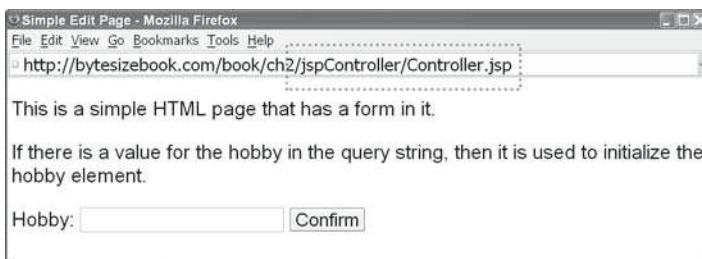 Simple Edit Page - Mozilla Firefox
File Edit View Go Bookmarks Tools Help
http://bytesizebook.com/book/ch2/jspController/Controller.jsp
This is a simple HTML page that has a form in it.
If there is a value for the hobby in the query string, then it is used to initialize the
hobby element.
Hobby: Confirm